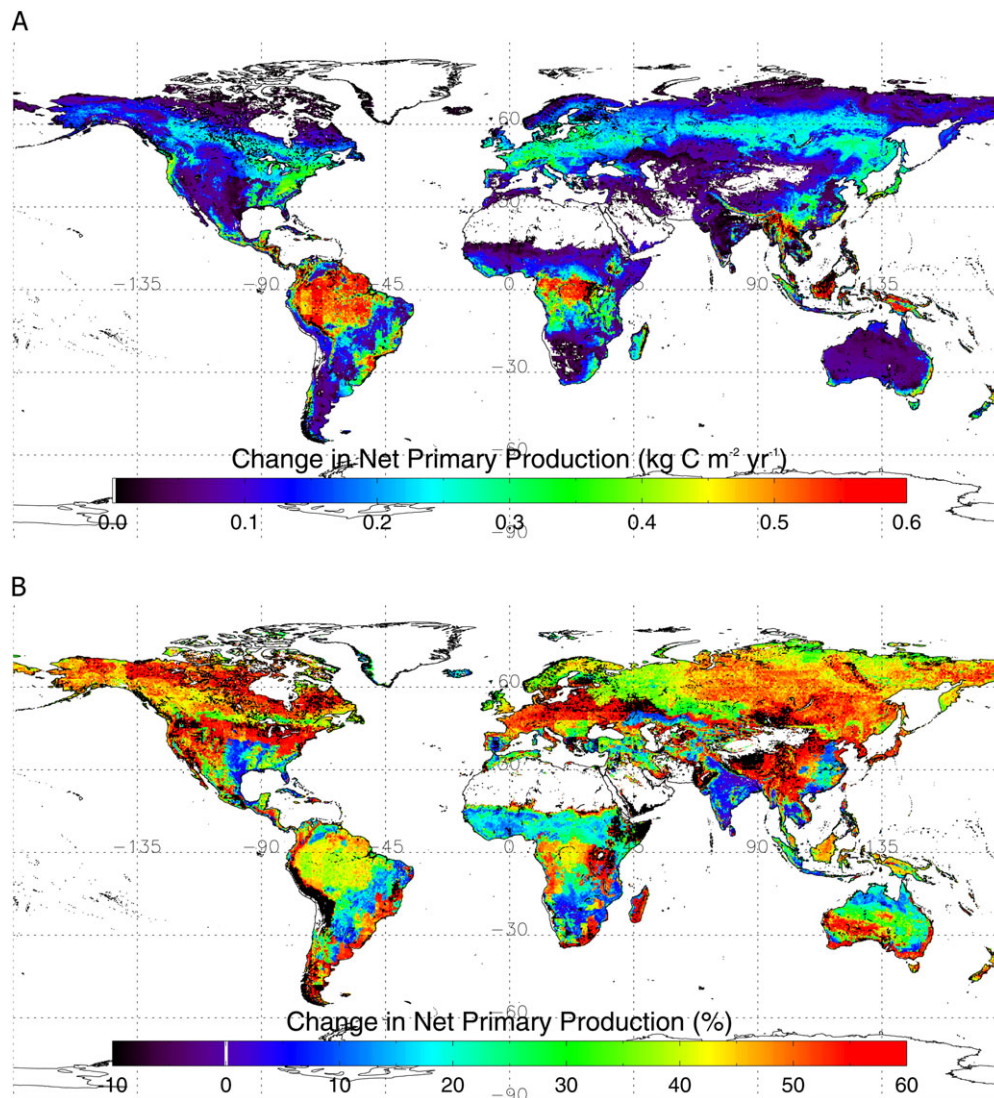 A
60
-135 -90 45 0 90 135
-30
-60
Change in Net Primary Production (kg C m⁻² yr⁻¹)
0.0 0.1 0.2 0.3 0.4 0.5 0.6
-90
B
60
-135 -90 45 0 90 135
-30
-60
Change in Net Primary Production (%)
-10 0 10 20 30 40 50 60
-90